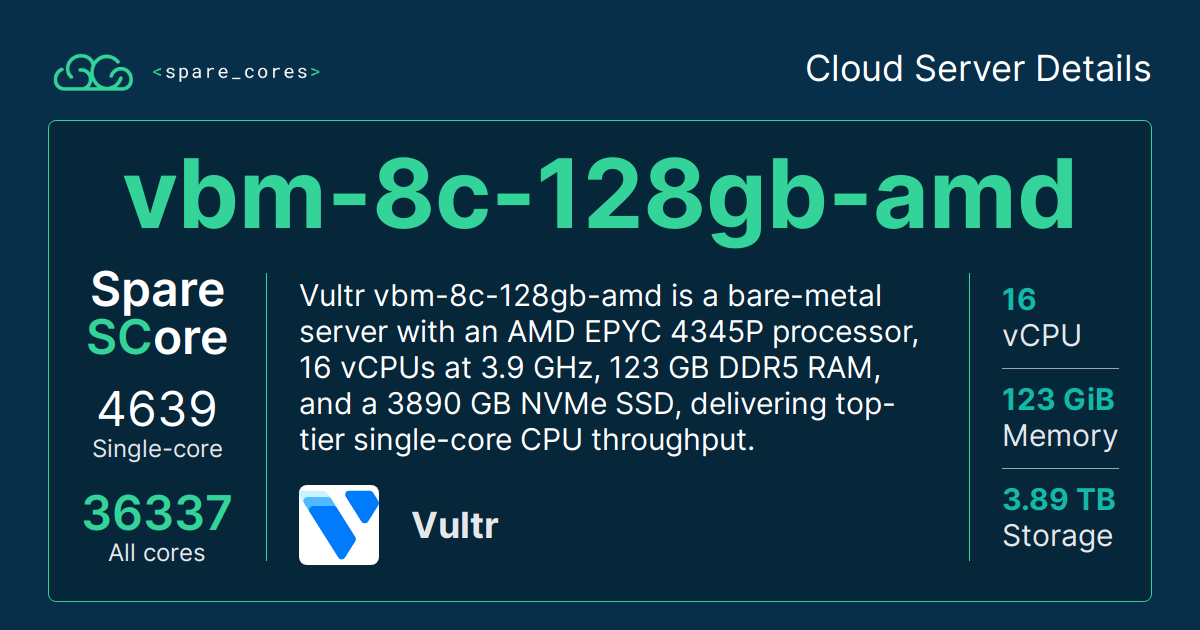 <spare_cores>
Cloud Server Details
vbm-8c-128gb-amd
Spare
SCore
4639
Single-core
36337
All cores
Vultr vbm-8c-128gb-amd is a bare-metal
server with an AMD EPYC 4345P processor,
16 vCPUs at 3.9 GHz, 123 GB DDR5 RAM,
and a 3890 GB NVMe SSD, delivering top-
tier single-core CPU throughput.
Vultr
16
vCPU
123 GiB
Memory
3.89 TB
Storage